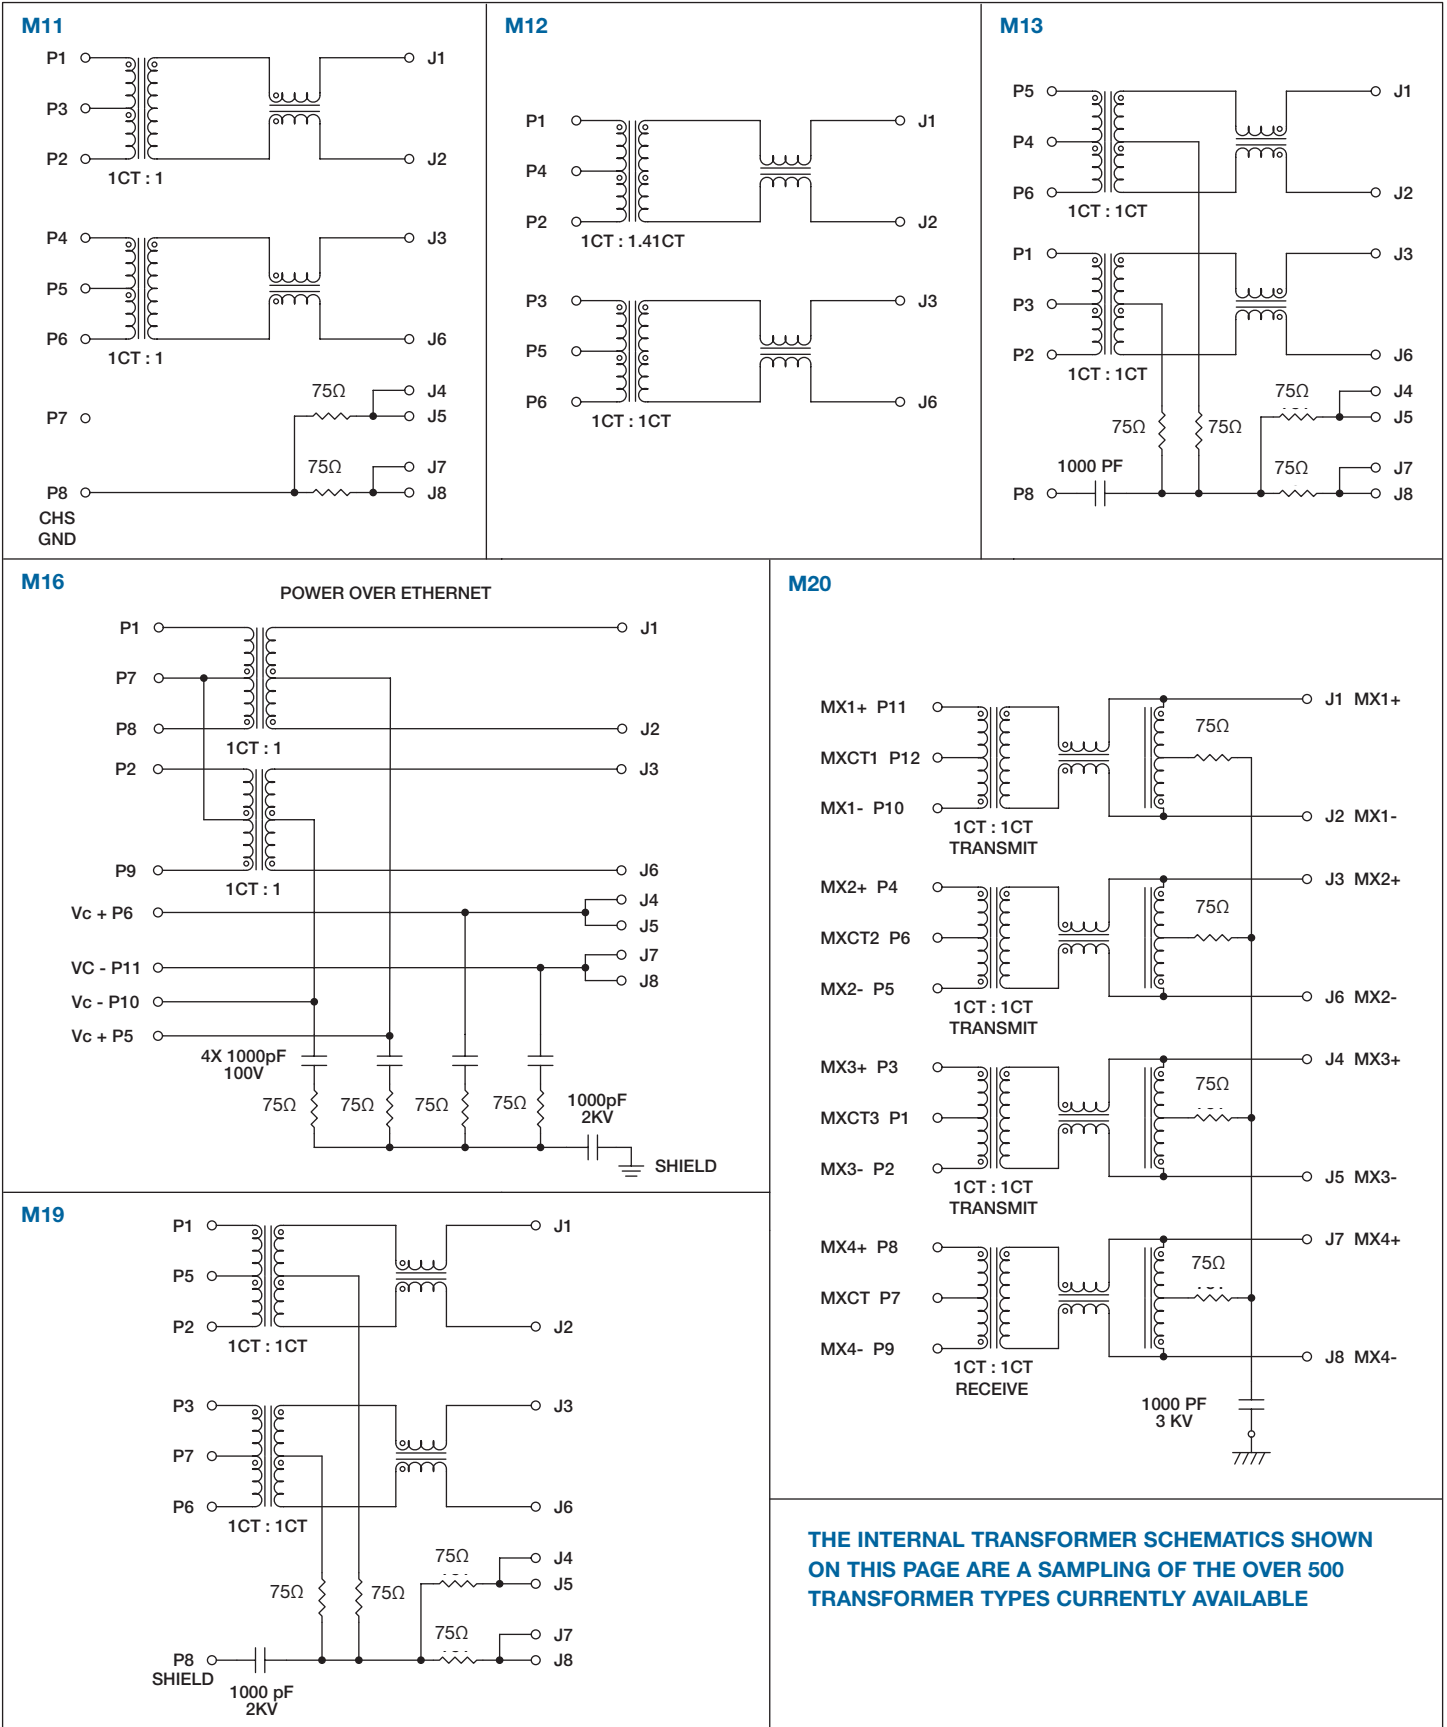 M11
P1
J1
P3
P2
J2
1CT : 1
P4
J3
P5
P6
J6
1CT : 1
75Ω
J4
P7
J5
75Ω
J7
P8
J8
CHS
GND
M12
P1
J1
P4
P2
J2
1CT : 1.41CT
P3
J3
P5
P6
J6
1CT : 1CT
M13
P5
J1
P4
P6
J2
1CT : 1CT
P1
J3
P3
P2
J6
1CT : 1CT
75Ω
J4
J5
75Ω
75Ω
1000 PF
75Ω
J7
P8
J8
M16
POWER OVER ETHERNET
P1
J1
P7
P8
J2
1CT : 1
P2
J3
P9
J6
1CT : 1
J4
Vc + P6
J5
J7
VC - P11
J8
Vc - P10
Vc + P5
4X 1000pF
100V
75Ω
75Ω
75Ω
75Ω
1000pF
2KV
SHIELD
M20
MX1+ P11
J1 MX1+
75Ω
MXCT1 P12
MX1- P10
J2 MX1-
1CT : 1CT
TRANSMIT
MX2+ P4
J3 MX2+
75Ω
MXCT2 P6
MX2- P5
J6 MX2-
1CT : 1CT
TRANSMIT
MX3+ P3
J4 MX3+
75Ω
MXCT3 P1
MX3- P2
J5 MX3-
1CT : 1CT
TRANSMIT
MX4+ P8
J7 MX4+
75Ω
MXCT P7
MX4- P9
J8 MX4-
1CT : 1CT
RECEIVE
1000 PF
3 KV
M19
P1
J1
P5
P2
J2
1CT : 1CT
P3
J3
P7
P6
J6
1CT : 1CT
75Ω
J4
J5
75Ω
75Ω
75Ω
J7
P8
J8
SHIELD
1000 pF
2KV
THE INTERNAL TRANSFORMER SCHEMATICS SHOWN
ON THIS PAGE ARE A SAMPLING OF THE OVER 500
TRANSFORMER TYPES CURRENTLY AVAILABLE